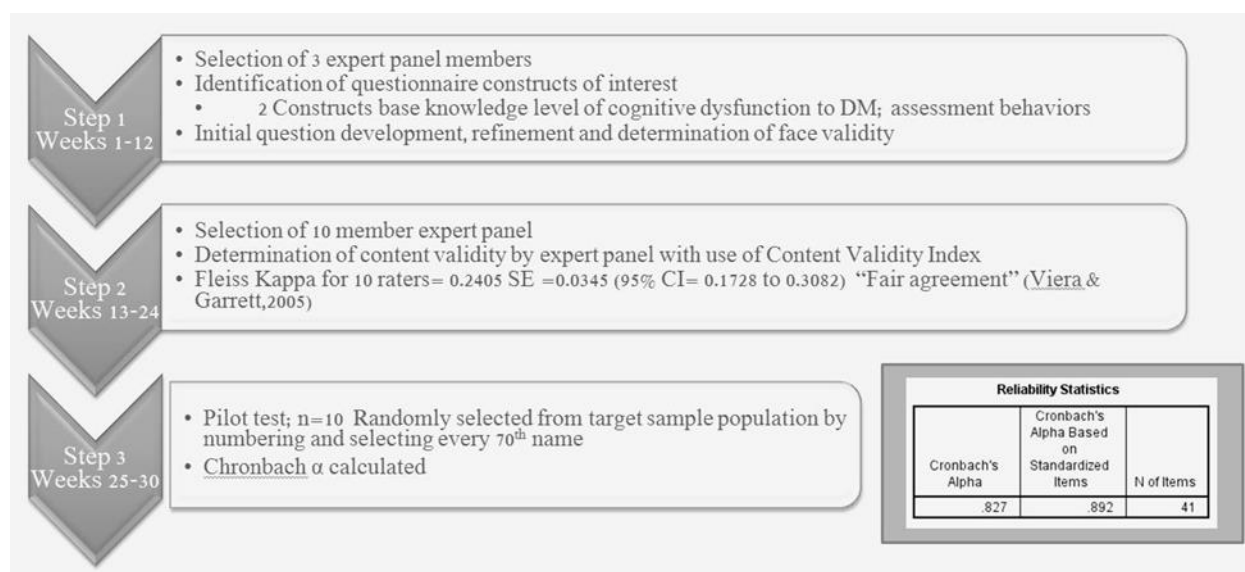 Step 1
Weeks 1-12
• Selection of 3 expert panel members
• Identification of questionnaire constructs of interest
• 2 Constructs base knowledge level of cognitive dysfunction to DM; assessment behaviors
• Initial question development, refinement and determination of face validity
Step 2
Weeks 13-24
• Selection of 10 member expert panel
• Determination of content validity by expert panel with use of Content Validity Index
• Fleiss Kappa for 10 raters= 0.2405 SE =0.0345 (95% CI= 0.1728 to 0.3082) “Fair agreement” (Viera &
Garrett,2005)
Step 3
Weeks 25-30
• Pilot test; n=10 Randomly selected from target sample population by
numbering and selecting every 70th name
• Chronbach α calculated
Reliability Statistics
Cronbach's
Alpha
Cronbach's
Alpha Based
on
Standardized
Items
N of Items
.827
.892
41